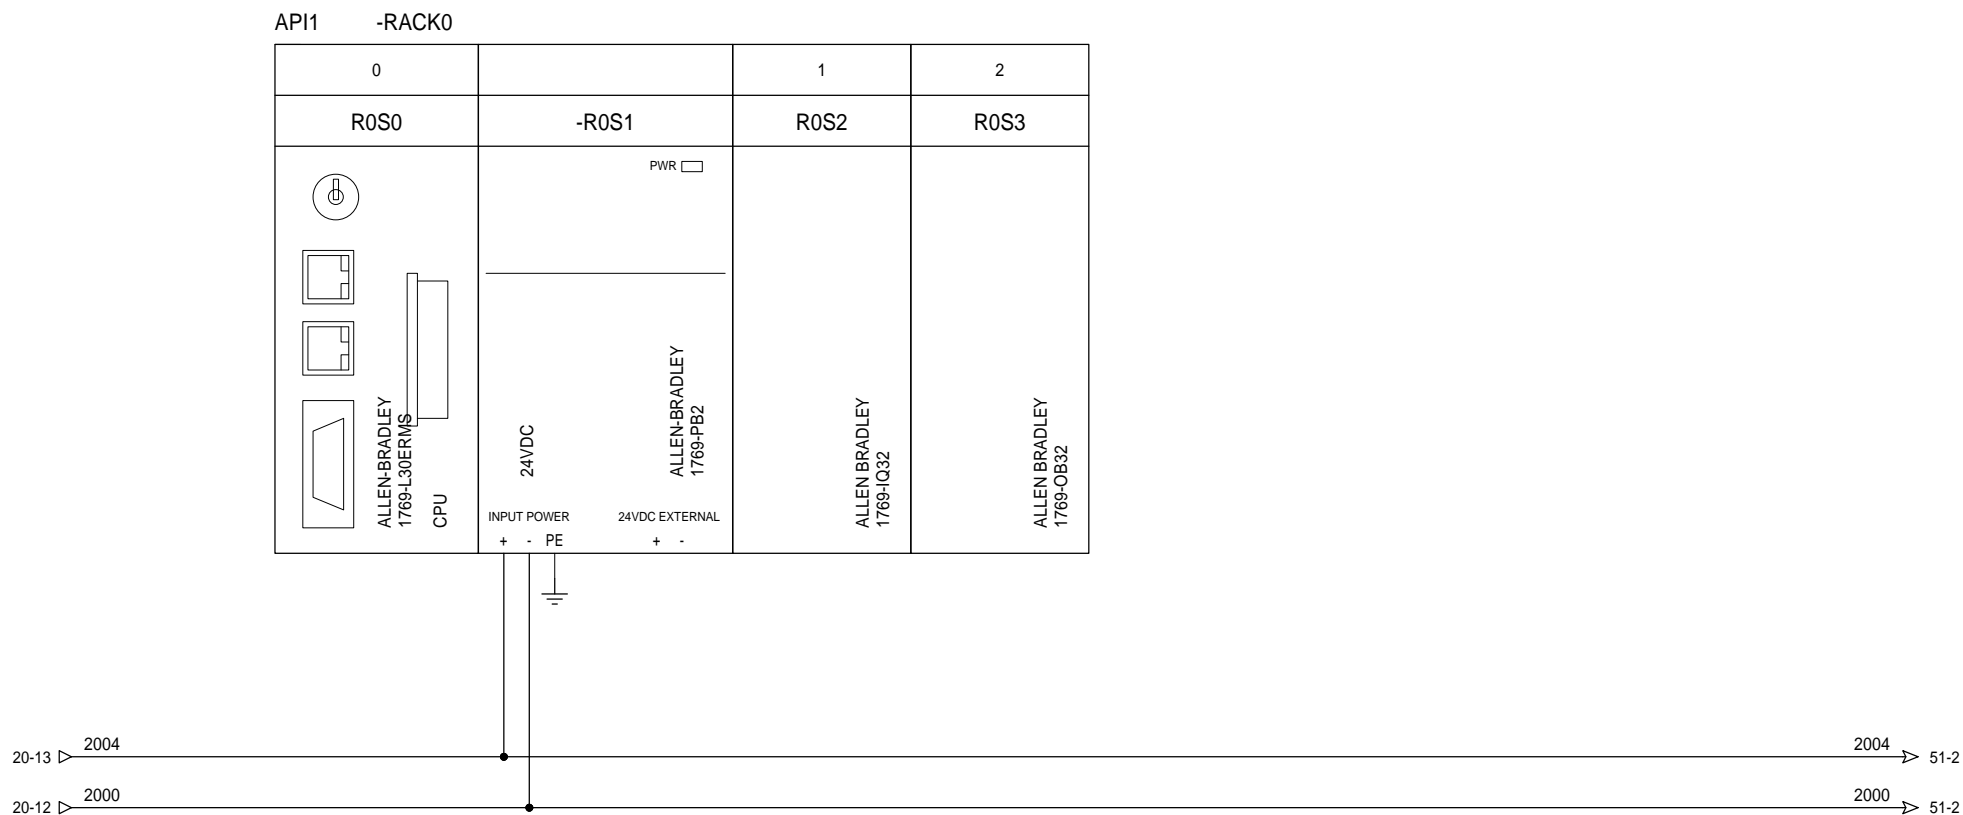 API1 -RACK0
0 1 2
R0S0 -R0S1 R0S2 R0S3
PWR
ALLEN-BRADLEY
1769-L30ERMS
CPU
24VDC
ALLEN-BRADLEY
1769-PB2
ALLEN BRADLEY
1769-IQ32
ALLEN BRADLEY
1769-OB32
INPUT POWER 24VDC EXTERNAL
+ - PE + -
20-13 2004 2004 51-2
20-12 2000 2000 51-2